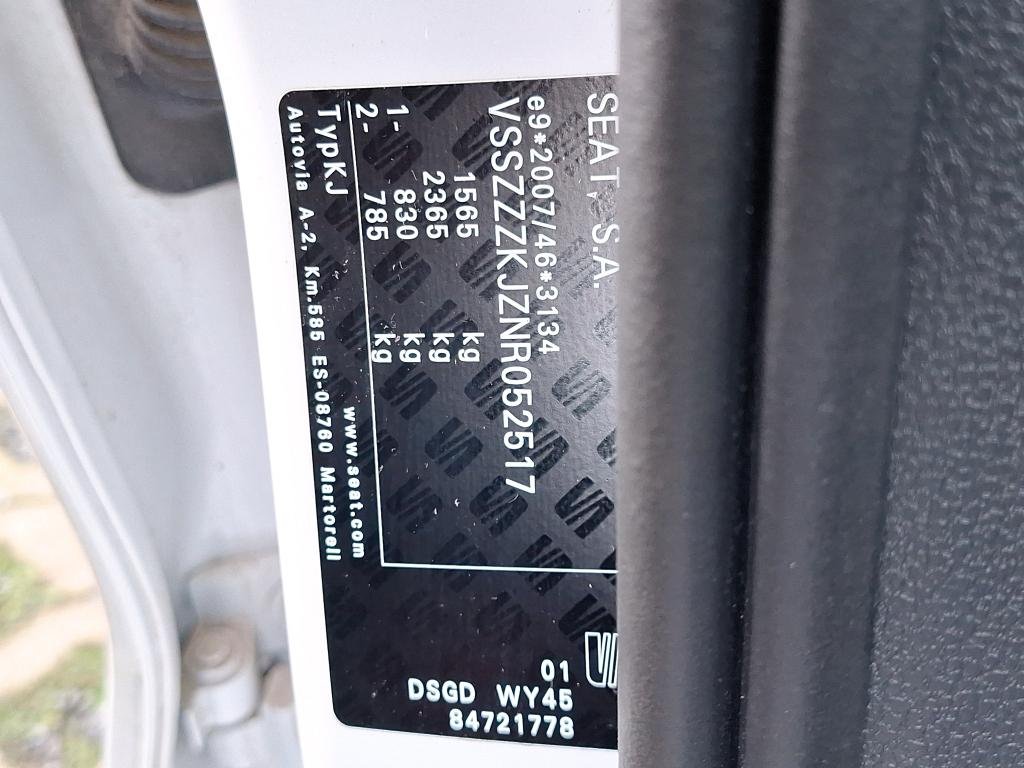 SEAT, S.A.
e9*2007/46*3134
VSSZZZKJZNR052517
1565 kg
2365 kg
1- 830 kg
2- 785 kg
TypKJ www.seat.com
Autovia A-2, Km.585 ES-08760 Martorell
01
DSGD WY45
84721778